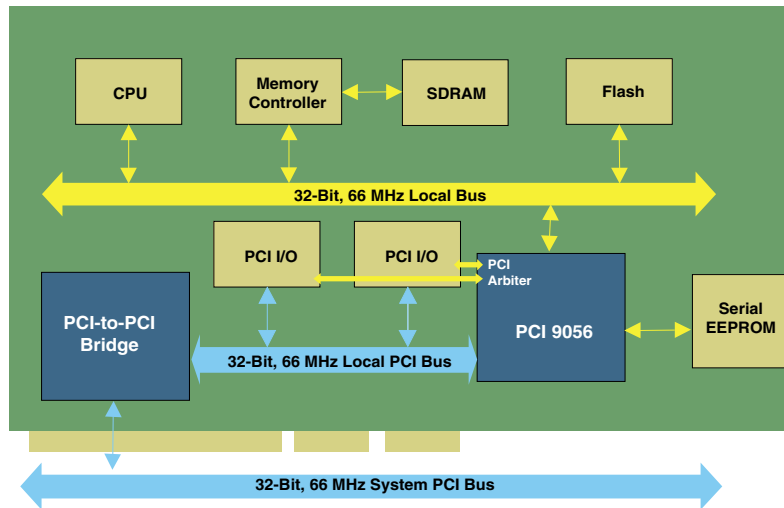 CPU
Memory
Controller
SDRAM
Flash
32-Bit, 66 MHz Local Bus
PCI I/O
PCI I/O
PCI
Arbiter
PCI-to-PCI
Bridge
PCI 9056
Serial
EEPROM
32-Bit, 66 MHz Local PCI Bus
32-Bit, 66 MHz System PCI Bus